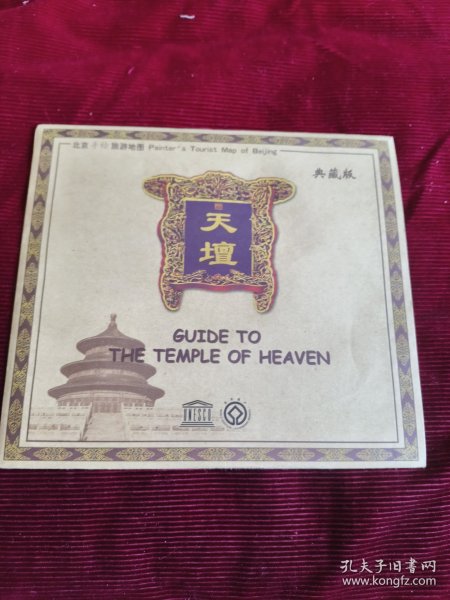 北京手绘旅游地图 Painter's Tourist Map of Beijing
典藏版
天
壇
GUIDE TO
THE TEMPLE OF HEAVEN
UNESCO
孔夫子旧书网
www.kongfz.com